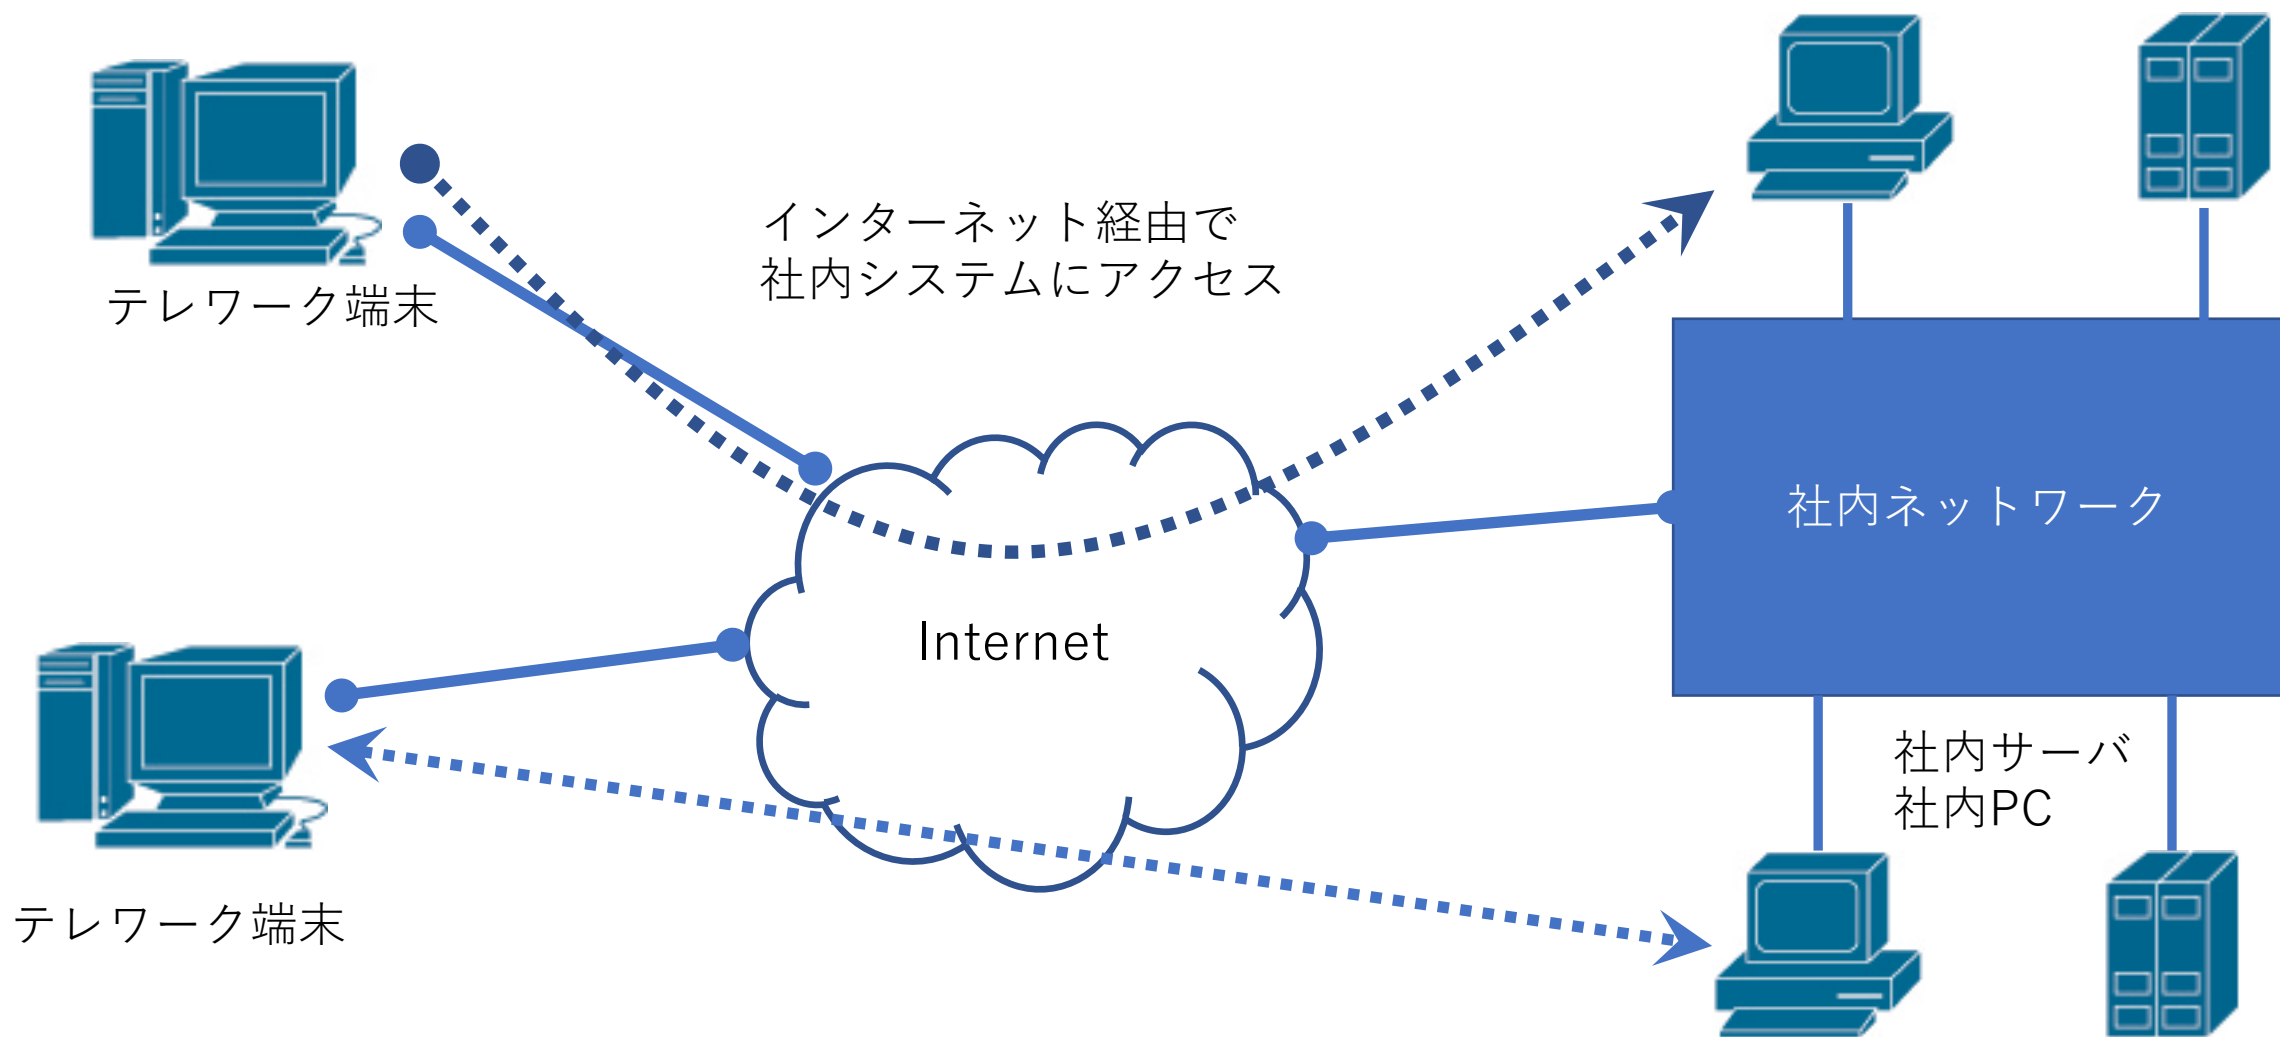 インターネット経由で
社内システムにアクセス
テレワーク端末
社内ネットワーク
Internet
社内サーバ
社内PC
テレワーク端末